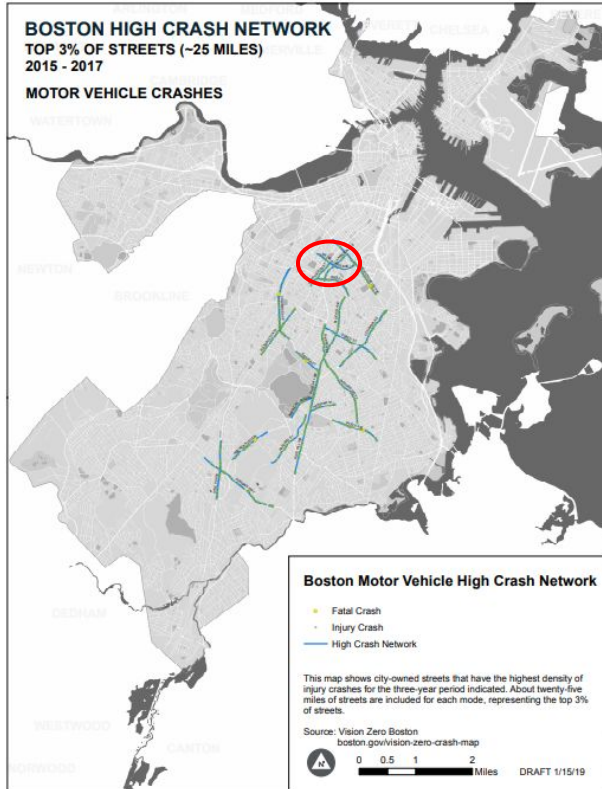 ARLINGTON
MEDFORD
EVERETT
CHELSEA
REVERE
BOSTON HIGH CRASH NETWORK
TOP 3% OF STREETS (~25 MILES)
2015 - 2017
MOTOR VEHICLE CRASHES
CAMBRIDGE
WATERTOWN
NEWTON
BROOKLINE
DEDHAM
WESTWOOD
CANTON
NORWOOD
Boston Motor Vehicle High Crash Network
Fatal Crash
Injury Crash
High Crash Network
This map shows city-owned streets that have the highest density of
injury crashes for the three-year period indicated. About twenty-five
miles of streets are included for each mode, representing the top 3%
of streets.
Source: Vision Zero Boston
boston.gov/vision-zero-crash-map
N
0 0.5 1 2
Miles
DRAFT 1/15/19